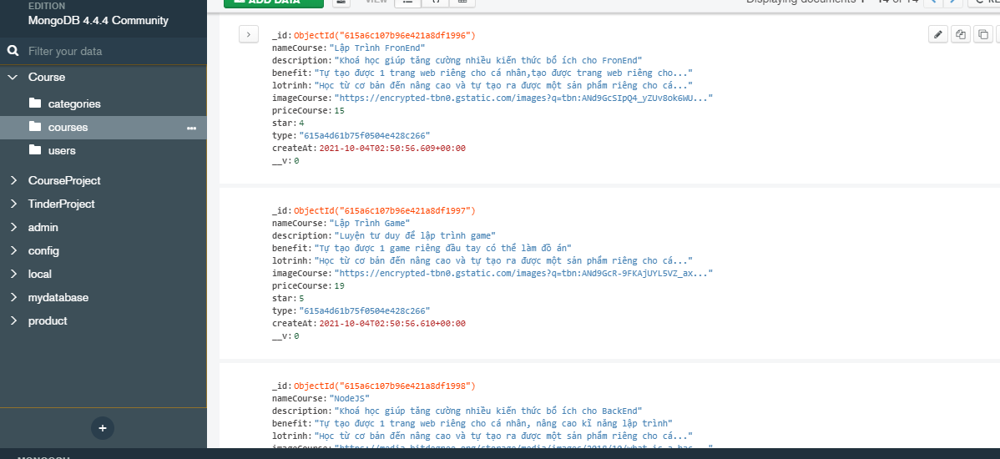 EDITION
MongoDB 4.4.4 Community
Filter your data
Course
categories
courses
users
CourseProject
TinderProject
admin
config
local
mydatabase
product
ADD DATA
VIEW
Displaying documents 1 - 14 of 14
_id: ObjectId("615a6c107b96e421a8df1996")
nameCourse: "Lập Trình FronEnd"
description: "Khoá học giúp tăng cường nhiều kiến thức bổ ích cho FronEnd"
benefit: "Tự tạo được 1 trang web riêng cho cá nhân,tạo được trang web riêng cho..."
lotrinh: "Học từ cơ bản đến nâng cao và tự tạo ra được một sản phẩm riêng cho cá..."
imageCourse: "https://encrypted-tbn0.gstatic.com/images?q=tbn:ANd9GcSIpQ4_yZUv8ok6WU..."
priceCourse: 15
star: 4
type: "615a4d61b75f0504e428c266"
createAt: 2021-10-04T02:50:56.609+00:00
__v: 0
_id: ObjectId("615a6c107b96e421a8df1997")
nameCourse: "Lập Trình Game"
description: "Luyện tư duy để lập trình game"
benefit: "Tự tạo được 1 game riêng đầu tay có thể làm đồ án"
lotrinh: "Học từ cơ bản đến nâng cao và tự tạo ra được một sản phẩm riêng cho cá..."
imageCourse: "https://encrypted-tbn0.gstatic.com/images?q=tbn:ANd9GcR-9FKAjUYL5VZ_ax..."
priceCourse: 19
star: 5
type: "615a4d61b75f0504e428c266"
createAt: 2021-10-04T02:50:56.610+00:00
__v: 0
_id: ObjectId("615a6c107b96e421a8df1998")
nameCourse: "NodeJS"
description: "Khoá học giúp tăng cường nhiều kiến thức bổ ích cho BackEnd"
benefit: "Tự tạo được 1 trang web riêng cho cá nhân, nâng cao kĩ năng lập trình"
lotrinh: "Học từ cơ bản đến nâng cao và tự tạo ra được một sản phẩm riêng cho cá..."
imageCourse: "https://media.bitdegree.org/storage/media/images/2018/10/what-is-a-bac..."